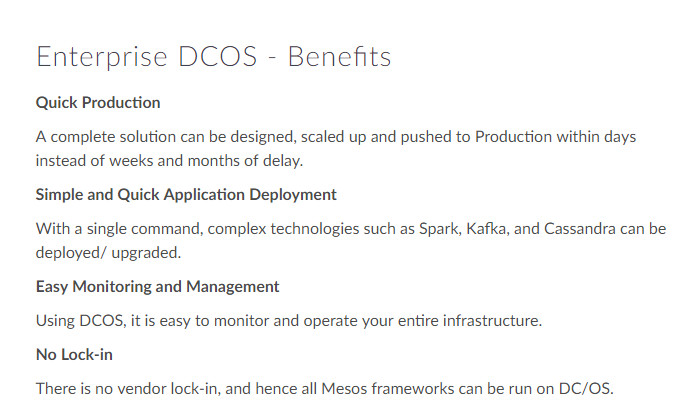 Enterprise DCOS - Benefits
Quick Production
A complete solution can be designed, scaled up and pushed to Production within days
instead of weeks and months of delay.
Simple and Quick Application Deployment
With a single command, complex technologies such as Spark, Kafka, and Cassandra can be
deployed/ upgraded.
Easy Monitoring and Management
Using DCOS, it is easy to monitor and operate your entire infrastructure.
No Lock-in
There is no vendor lock-in, and hence all Mesos frameworks can be run on DC/OS.